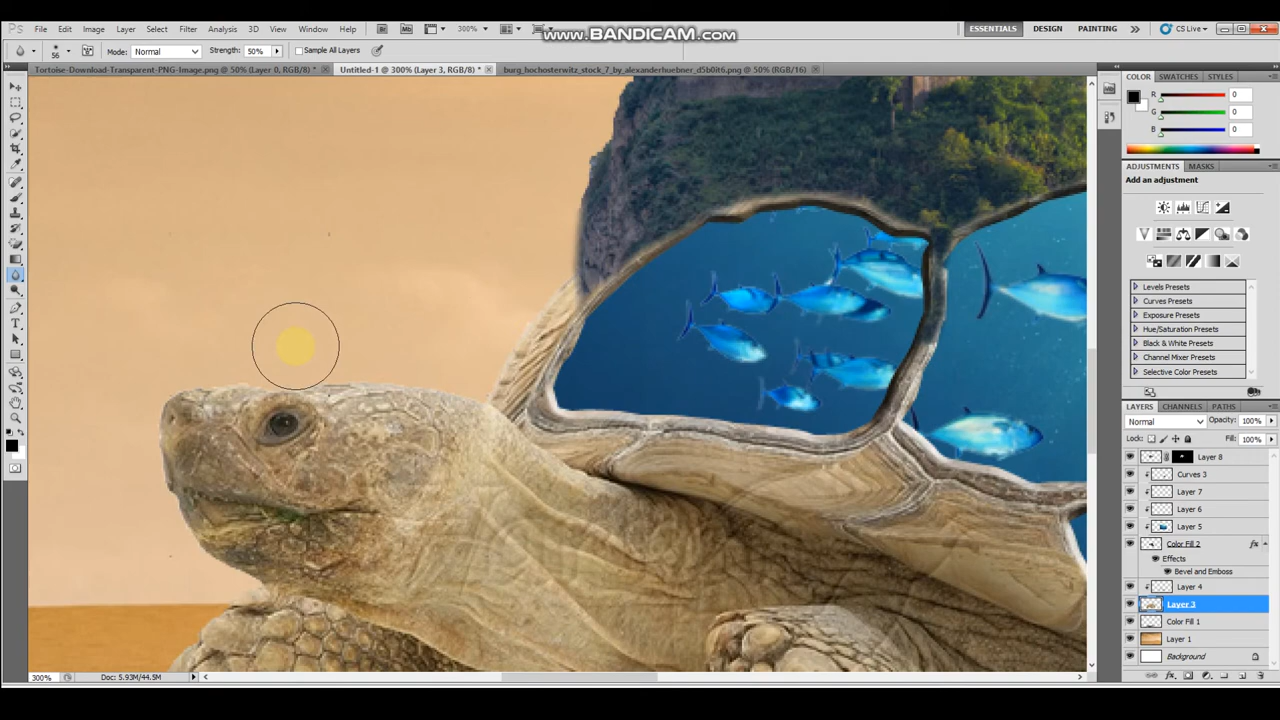 Ps File Edit Image Layer Select Filter Analysis 3D View Window Help 300% www.BANDICAM.com ESSENTIALS DESIGN PAINTING CS Live
56 Mode: Normal Strength: 50% Sample All Layers
Tortoise-Download-Transparent-PNG-Image.png @ 50% (Layer 0, RGB/8) * Untitled-1 @ 300% (Layer 3, RGB/8) * burg_hochosterwitz_stock_7_by_alexanderhuebner_d5b0it6.png @ 50% (RGB/16)
COLOR SWATCHES STYLES
R 0
G 0
B 0
ADJUSTMENTS MASKS
Add an adjustment
Levels Presets
Curves Presets
Exposure Presets
Hue/Saturation Presets
Black & White Presets
Channel Mixer Presets
Selective Color Presets
LAYERS CHANNELS PATHS
Normal Opacity: 100%
Lock: Fill: 100%
Layer 8
Curves 3
Layer 7
Layer 6
Layer 5
Color Fill 2 fx
Effects
Bevel and Emboss
Layer 4
Layer 3
Color Fill 1
Layer 1
Background
300% Doc: 5.93M/44.5M